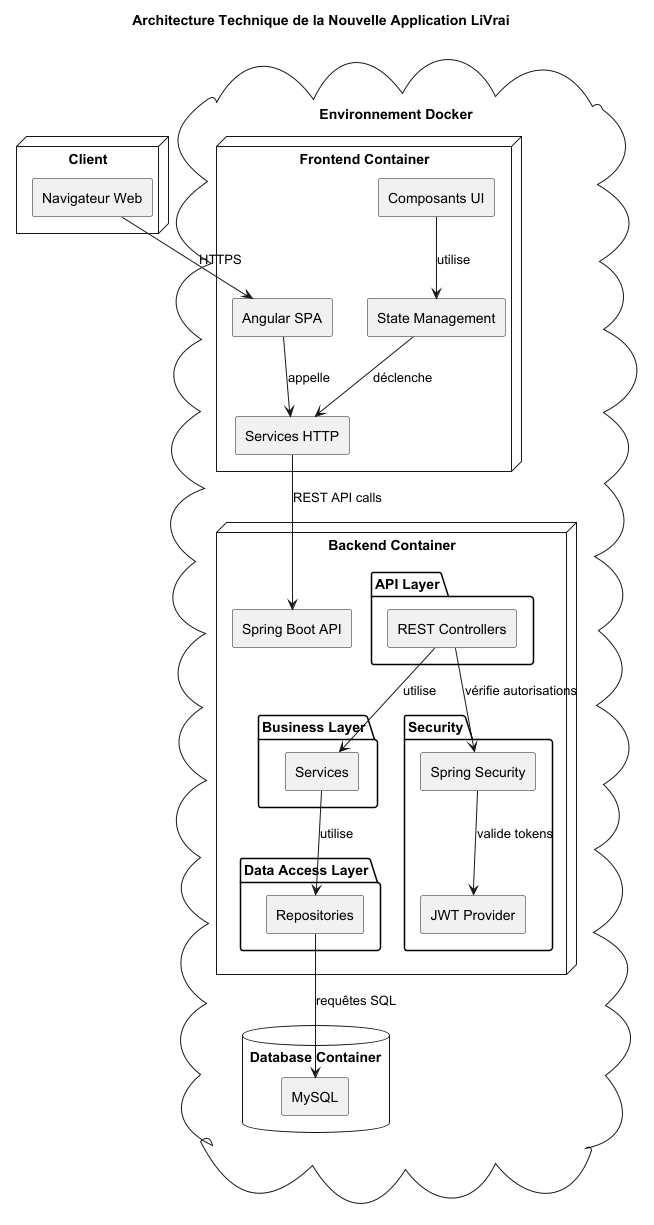 Architecture Technique de la Nouvelle Application LiVrai
Environnement Docker
Client
Navigateur Web
Frontend Container
Composants UI
HTTPS
utilise
Angular SPA
State Management
appelle
déclenche
Services HTTP
REST API calls
Backend Container
API Layer
Spring Boot API
REST Controllers
utilise
vérifie autorisations
Business Layer
Security
Services
Spring Security
utilise
valide tokens
Data Access Layer
Repositories
JWT Provider
requêtes SQL
Database Container
MySQL